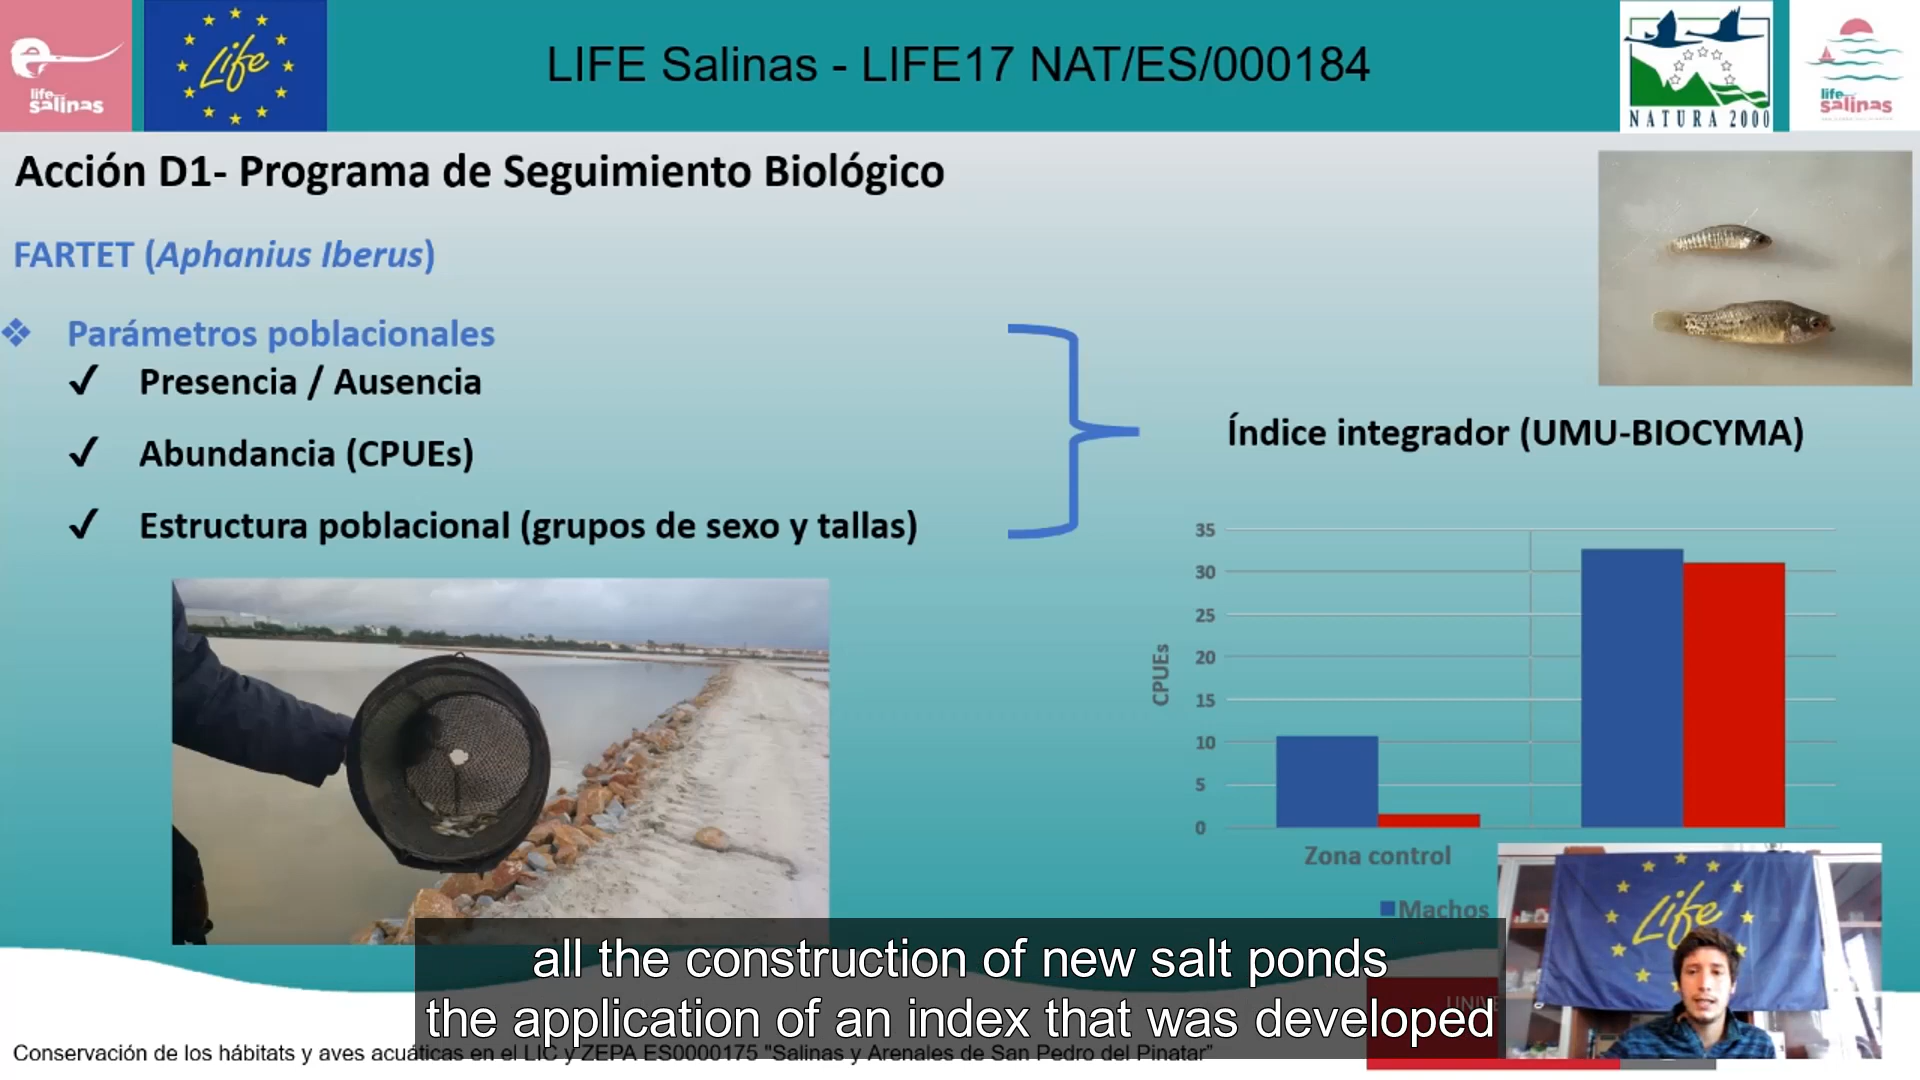 life
salinas
Life
LIFE Salinas - LIFE17 NAT/ES/000184
NATURA 2000
life
salinas
Acción D1- Programa de Seguimiento Biológico
FARTET (Aphanius Iberus)
Parámetros poblacionales
Presencia / Ausencia
Abundancia (CPUEs)
Estructura poblacional (grupos de sexo y tallas)
Índice integrador (UMU-BIOCYMA)
35
30
25
20
15
10
5
0
CPUEs
Zona control
Machos
Life
all the construction of new salt ponds
the application of an index that was developed
Conservación de los hábitats y aves acuáticas en el LIC y ZEPA ES0000175 "Salinas y Arenales de San Pedro del Pinatar"